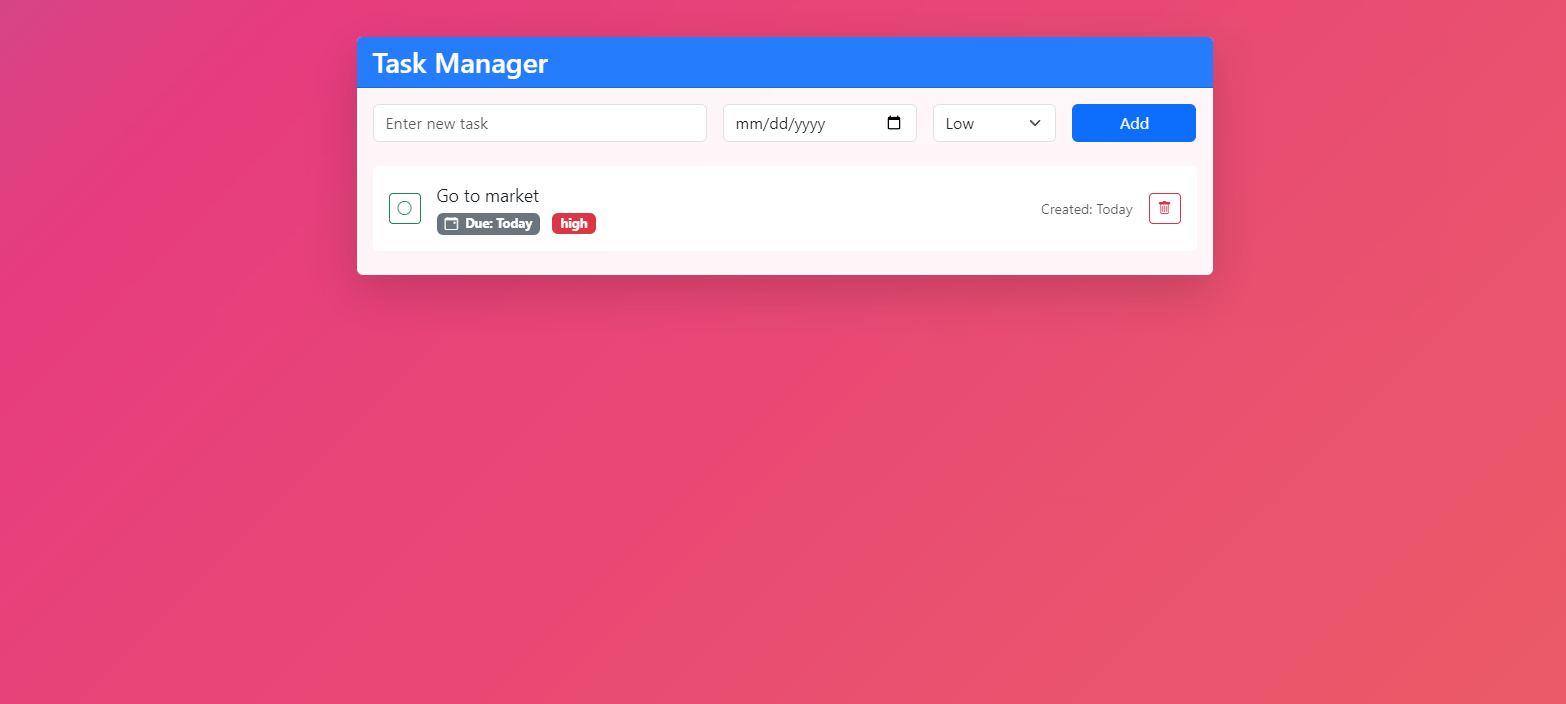 Task Manager
Enter new task mm/dd/yyyy Low Add
Go to market
Due: Today high Created: Today